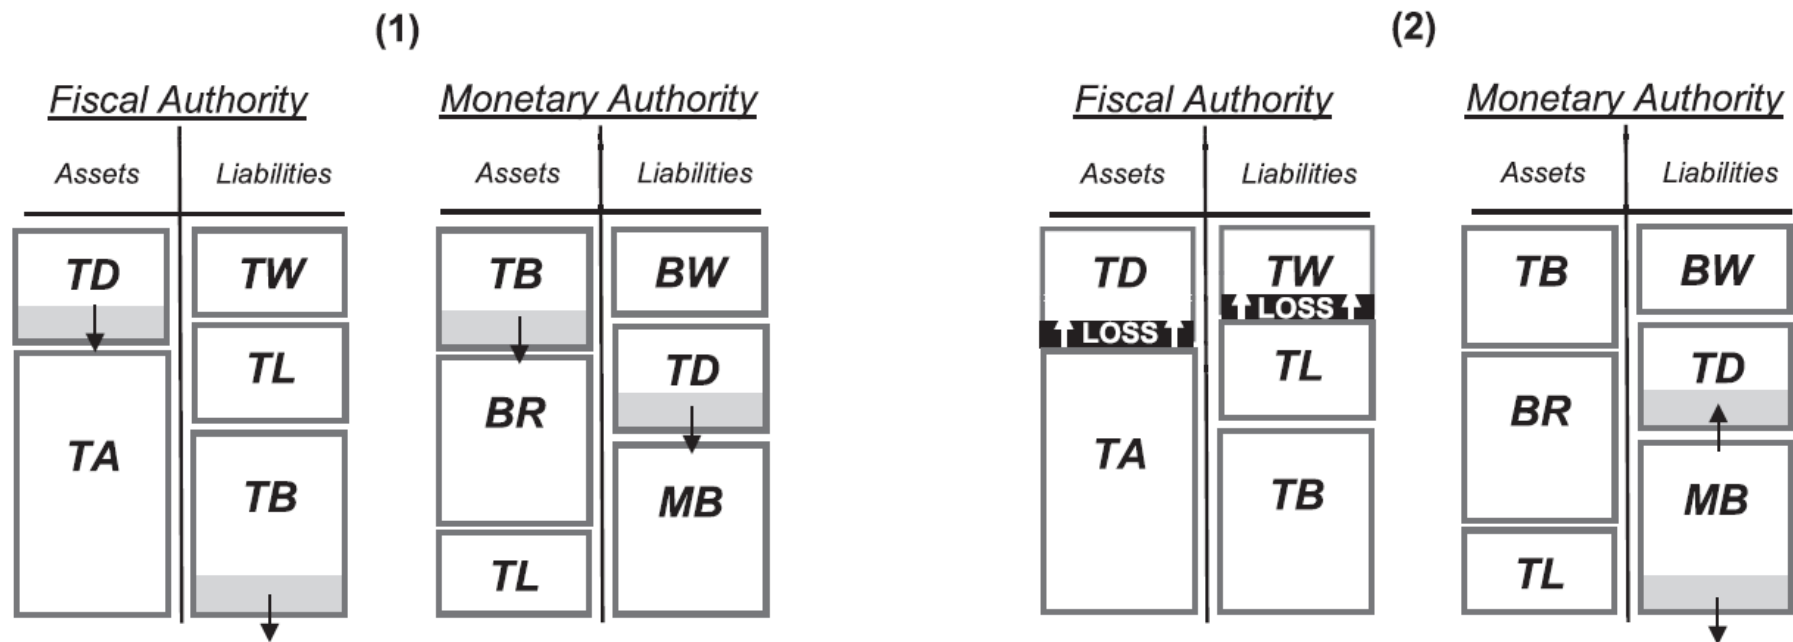 (1)
Fiscal Authority
Assets
Liabilities
TD
TW
TL
TA
TB
Monetary Authority
Assets
Liabilities
TB
BW
TD
BR
MB
TL
(2)
Fiscal Authority
Assets
Liabilities
TD
TW
LOSS
LOSS
TL
TA
TB
Monetary Authority
Assets
Liabilities
TB
BW
TD
BR
MB
TL